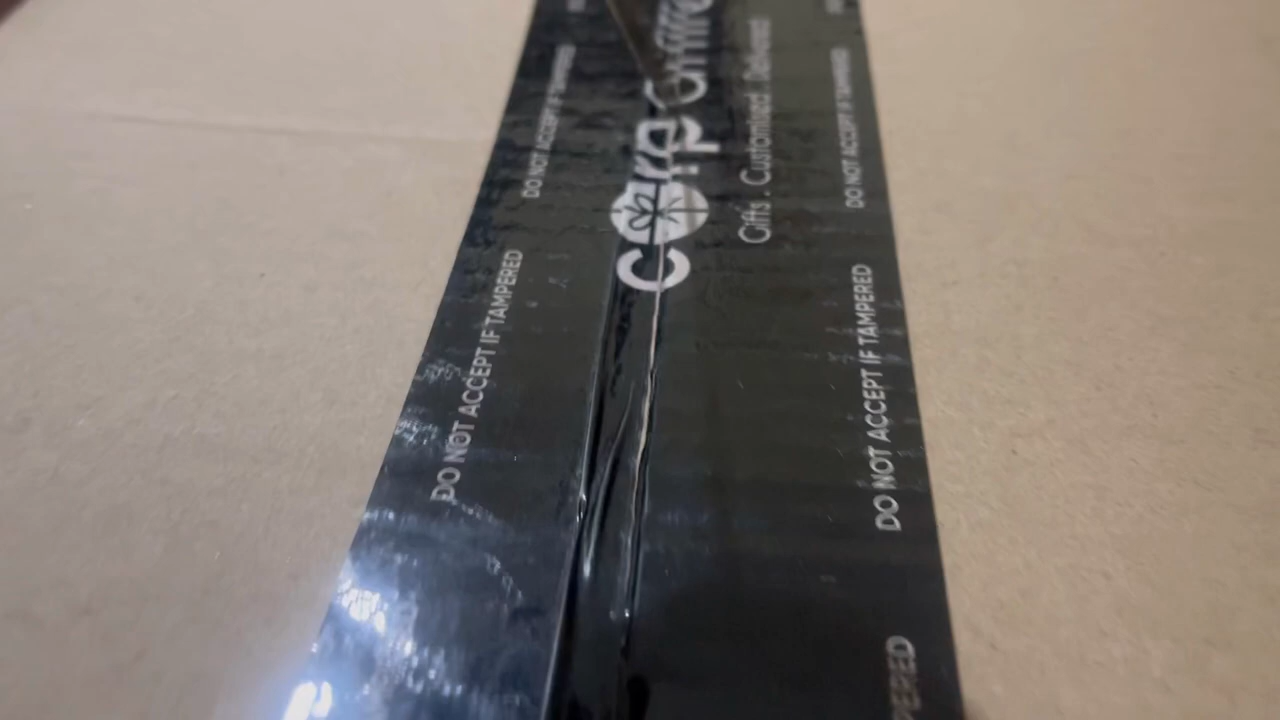 DO NOT ACCEPT IF TAMPERED
DO NOT ACCEPT IF TAMPERED
Corp
Gifts . Customized . Delivered
DO NOT ACCEPT IF TAMPERED
DO NOT ACCEPT IF TAMPERED